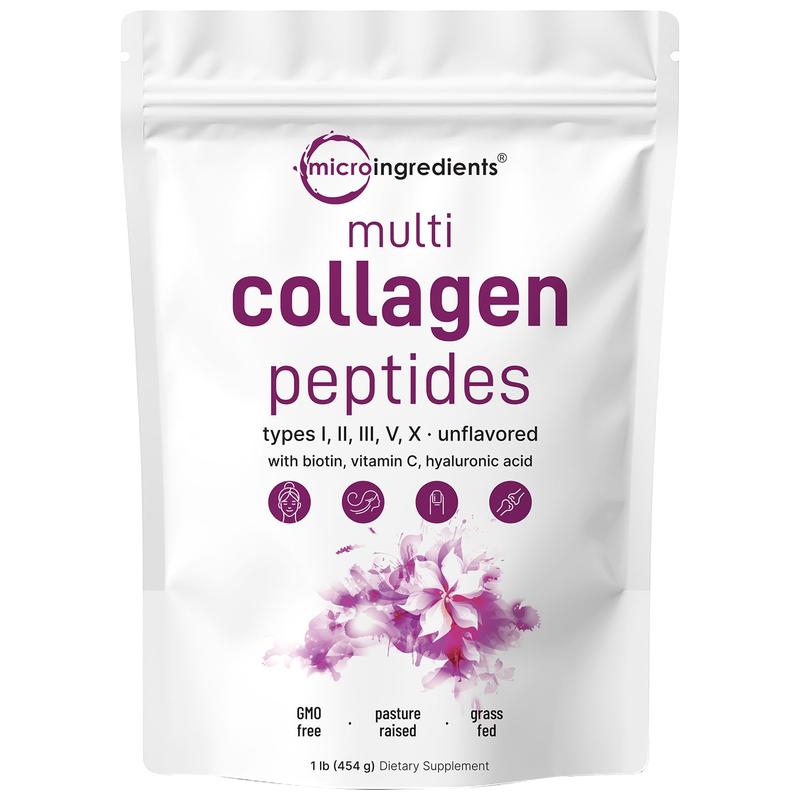 microingredients®
multi
collagen
peptides
types I, II, III, V, X · unflavored
with biotin, vitamin C, hyaluronic acid
GMO free · pasture raised · grass fed
1 lb (454 g) Dietary Supplement